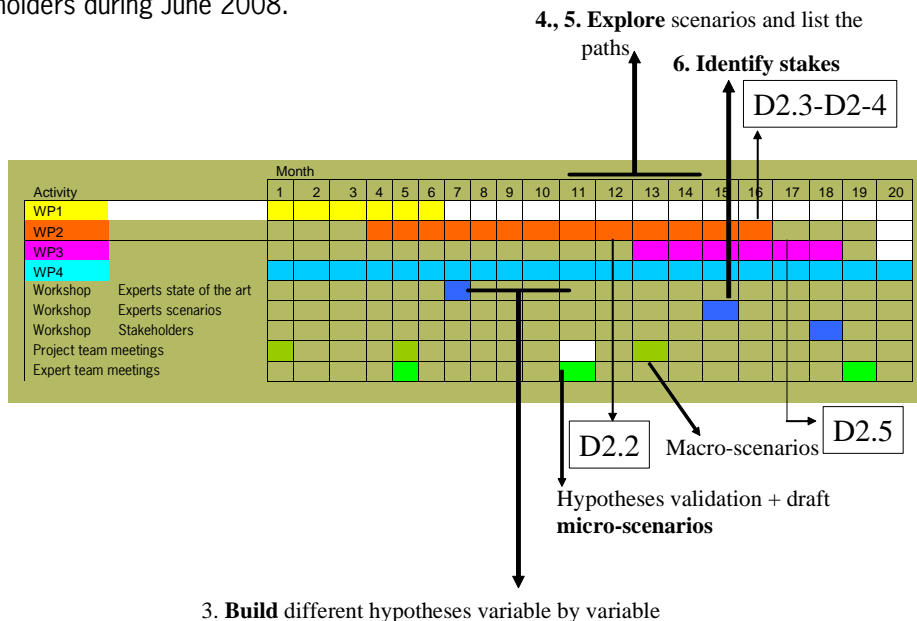 holders during June 2008.
4., 5. Explore scenarios and list the
paths
6. Identify stakes
D2.3-D2-4
Month
Activity 1 2 3 4 5 6 7 8 9 10 11 12 13 14 15 16 17 18 19 20
WP1
WP2
WP3
WP4
Workshop Experts state of the art
Workshop Experts scenarios
Workshop Stakeholders
Project team meetings
Expert team meetings
D2.2
Macro-scenarios
D2.5
Hypotheses validation + draft
micro-scenarios
3. Build different hypotheses variable by variable